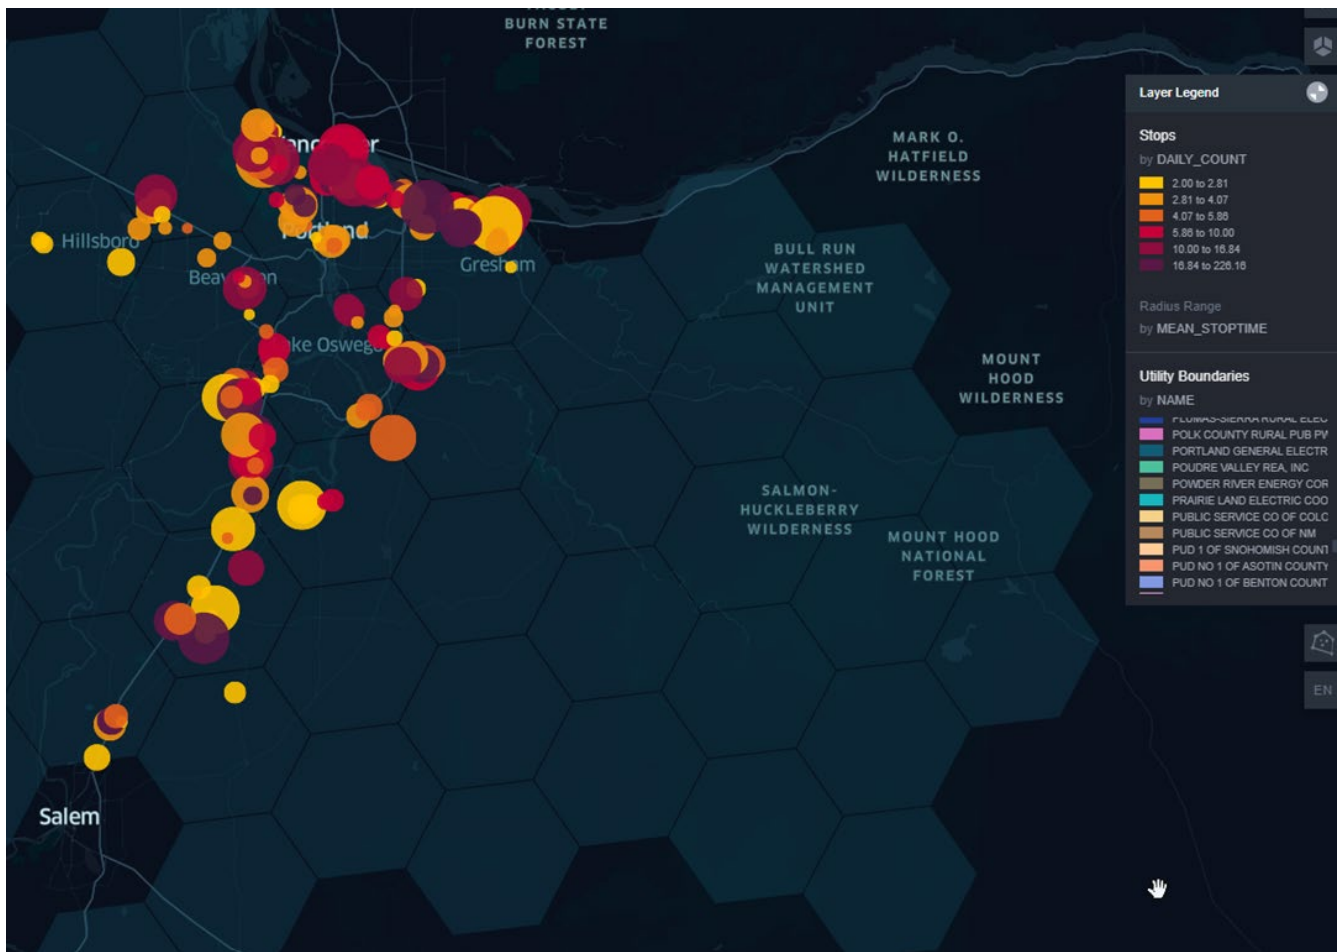 BURN STATE
FOREST
MARK O.
HATFIELD
WILDERNESS
Hillsboro
Gresham
BULL RUN
WATERSHED
MANAGEMENT
UNIT
MOUNT
HOOD
WILDERNESS
SALMON-
HUCKLEBERRY
WILDERNESS
MOUNT HOOD
NATIONAL
FOREST
Salem
Layer Legend
Stops
by DAILY_COUNT
2.00 to 2.81
2.81 to 4.07
4.07 to 5.86
5.86 to 10.00
10.00 to 16.84
16.84 to 226.16
Radius Range
by MEAN_STOPTIME
Utility Boundaries
by NAME
PLUMAS-SIERRA RURAL ELEC
POLK COUNTY RURAL PUB PW
PORTLAND GENERAL ELECTR
POUDRE VALLEY REA, INC
POWDER RIVER ENERGY COR
PRAIRIE LAND ELECTRIC COO
PUBLIC SERVICE CO OF COLO
PUBLIC SERVICE CO OF NM
PUD 1 OF SNOHOMISH COUNT
PUD NO 1 OF ASOTIN COUNTY
PUD NO 1 OF BENTON COUNT
EN